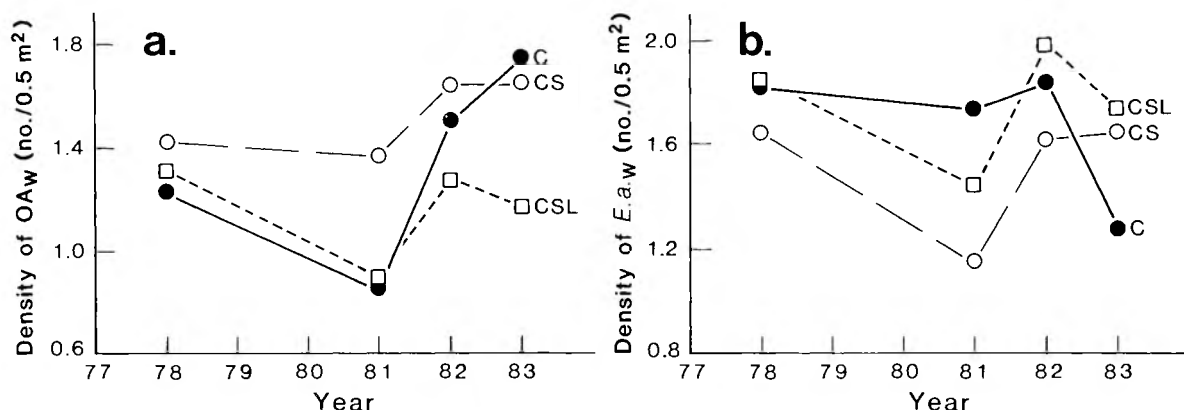 a.
Density of OAw (no./0.5 m²)
1.8
1.4
1.0
0.6
C
CS
CSL
77 78 79 80 81 82 83
Year
b.
Density of E.a.w (no./0.5 m²)
2.0
1.6
1.2
0.8
CSL
CS
C
77 78 79 80 81 82 83
Year